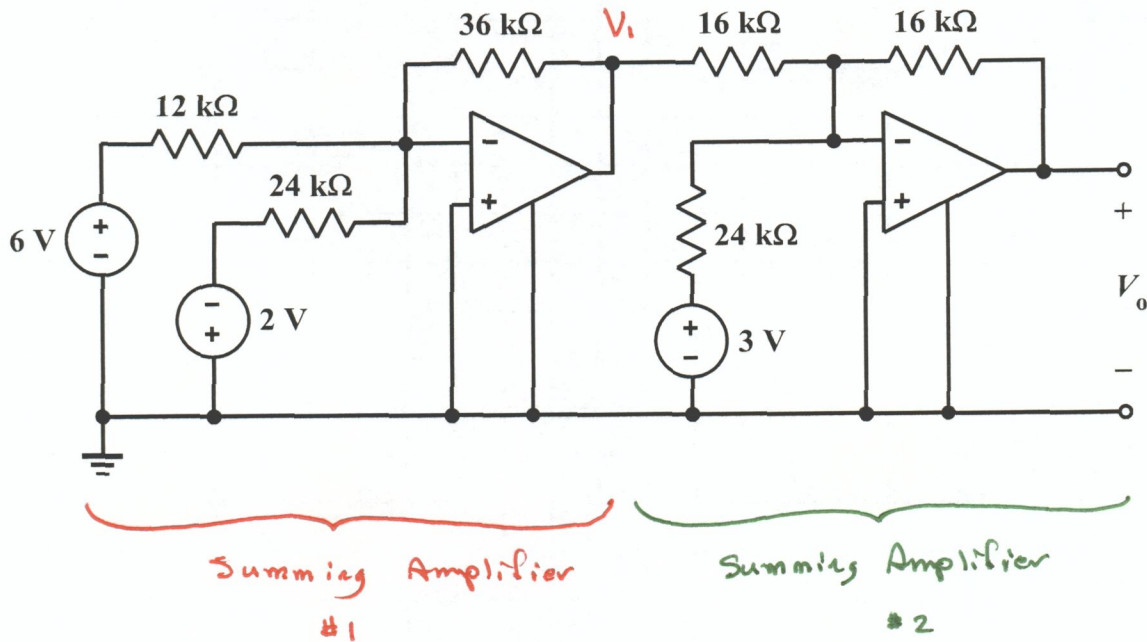 36 kΩ
V₁
16 kΩ
16 kΩ
12 kΩ
−
+
24 kΩ
6 V
+
−
−
+
2 V
24 kΩ
+
−
3 V
−
+
+
Vₒ
−
Summing Amplifier
#1
Summing Amplifier
#2